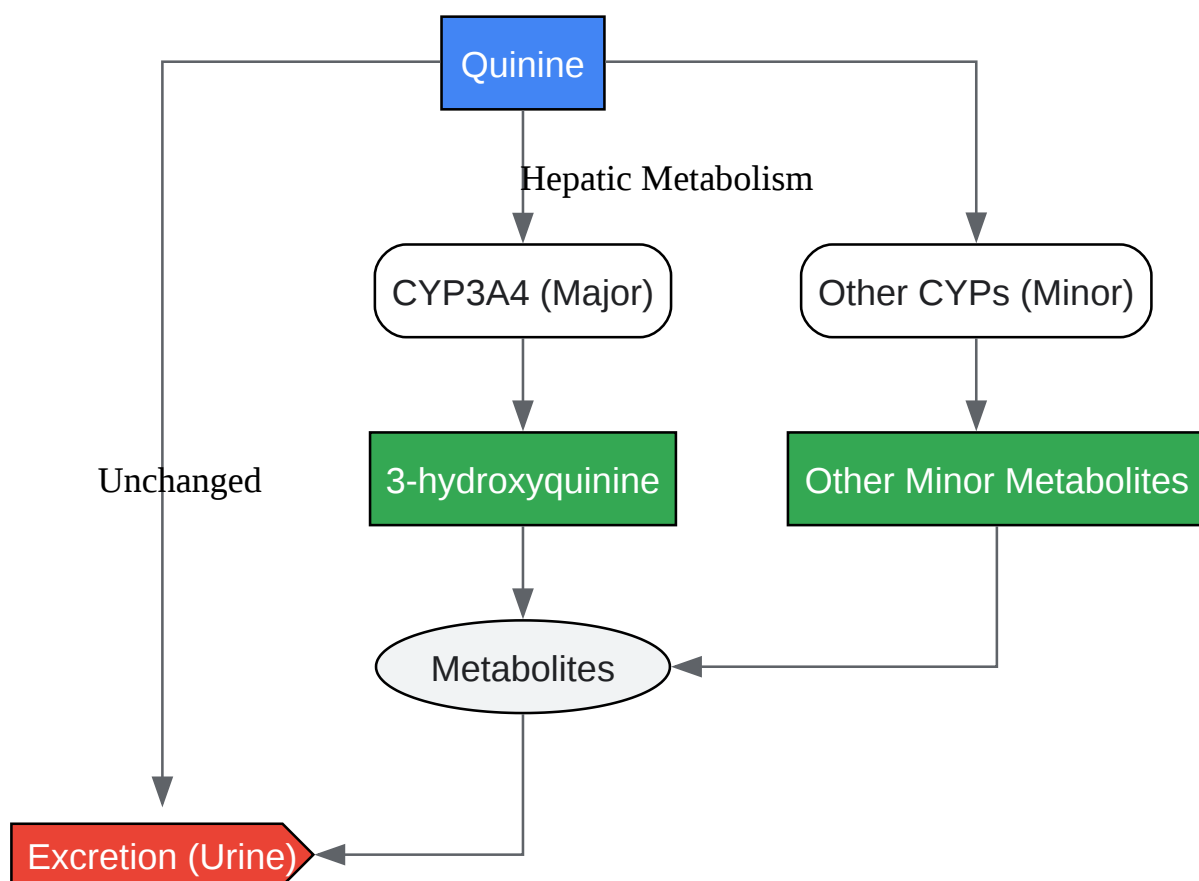 Quinine
Hepatic Metabolism
CYP3A4 (Major)
Other CYPs (Minor)
Unchanged
3-hydroxyquinine
Other Minor Metabolites
Metabolites
Excretion (Urine)